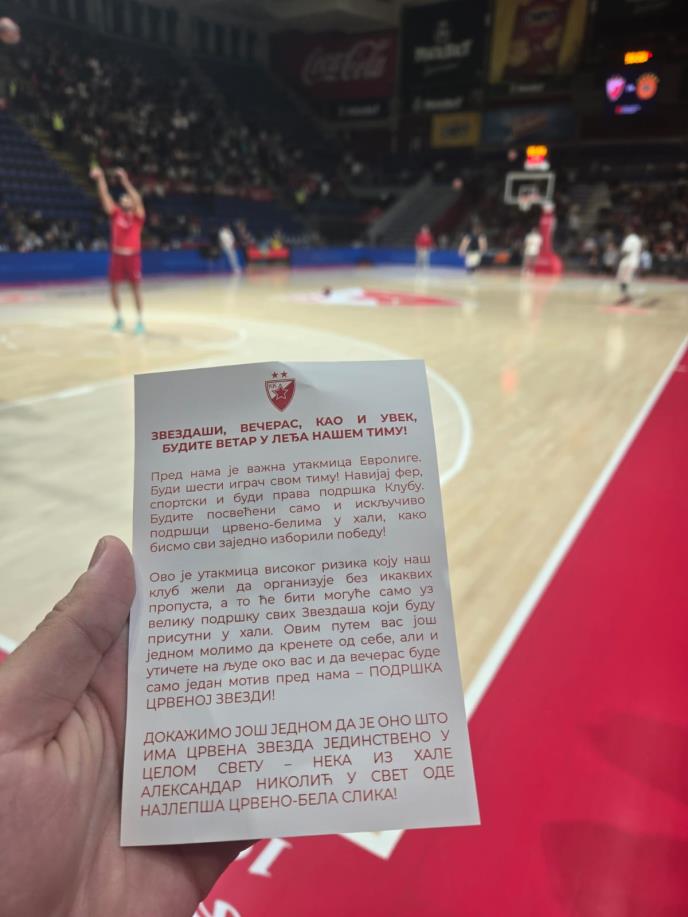 Coca-Cola
КК
ЗВЕЗДАШИ, ВЕЧЕРАС, КАО И УВЕК,
БУДИТЕ ВЕТАР У ЛЕЂА НАШЕМ ТИМУ!
Пред нама је важна утакмица Евролиге.
Буди шести играч свом тиму! Навијај фер,
спортски и буди права подршка Клубу.
Будите посвећени само и искључиво
подршци црвено-белима у хали, како
бисмо сви заједно изборили победу!
Ово је утакмица високог ризика коју наш
клуб жели да организује без икаквих
пропуста, а то ће бити могуће само уз
велику подршку свих Звездаша који буду
присутни у хали. Овим путем вас још
једном молимо да кренете од себе, али и
утичете на људе око вас и да вечерас буде
само један мотив пред нама – ПОДРШКА
ЦРВЕНОЈ ЗВЕЗДИ!
ДОКАЖИМО ЈОШ ЈЕДНОМ ДА ЈЕ ОНО ШТО
ИМА ЦРВЕНА ЗВЕЗДА ЈЕДИНСТВЕНО У
ЦЕЛОМ СВЕТУ – НЕКА ИЗ ХАЛЕ
АЛЕКСАНДАР НИКОЛИЋ У СВЕТ ОДЕ
НАЈЛЕПША ЦРВЕНО-БЕЛА СЛИКА!